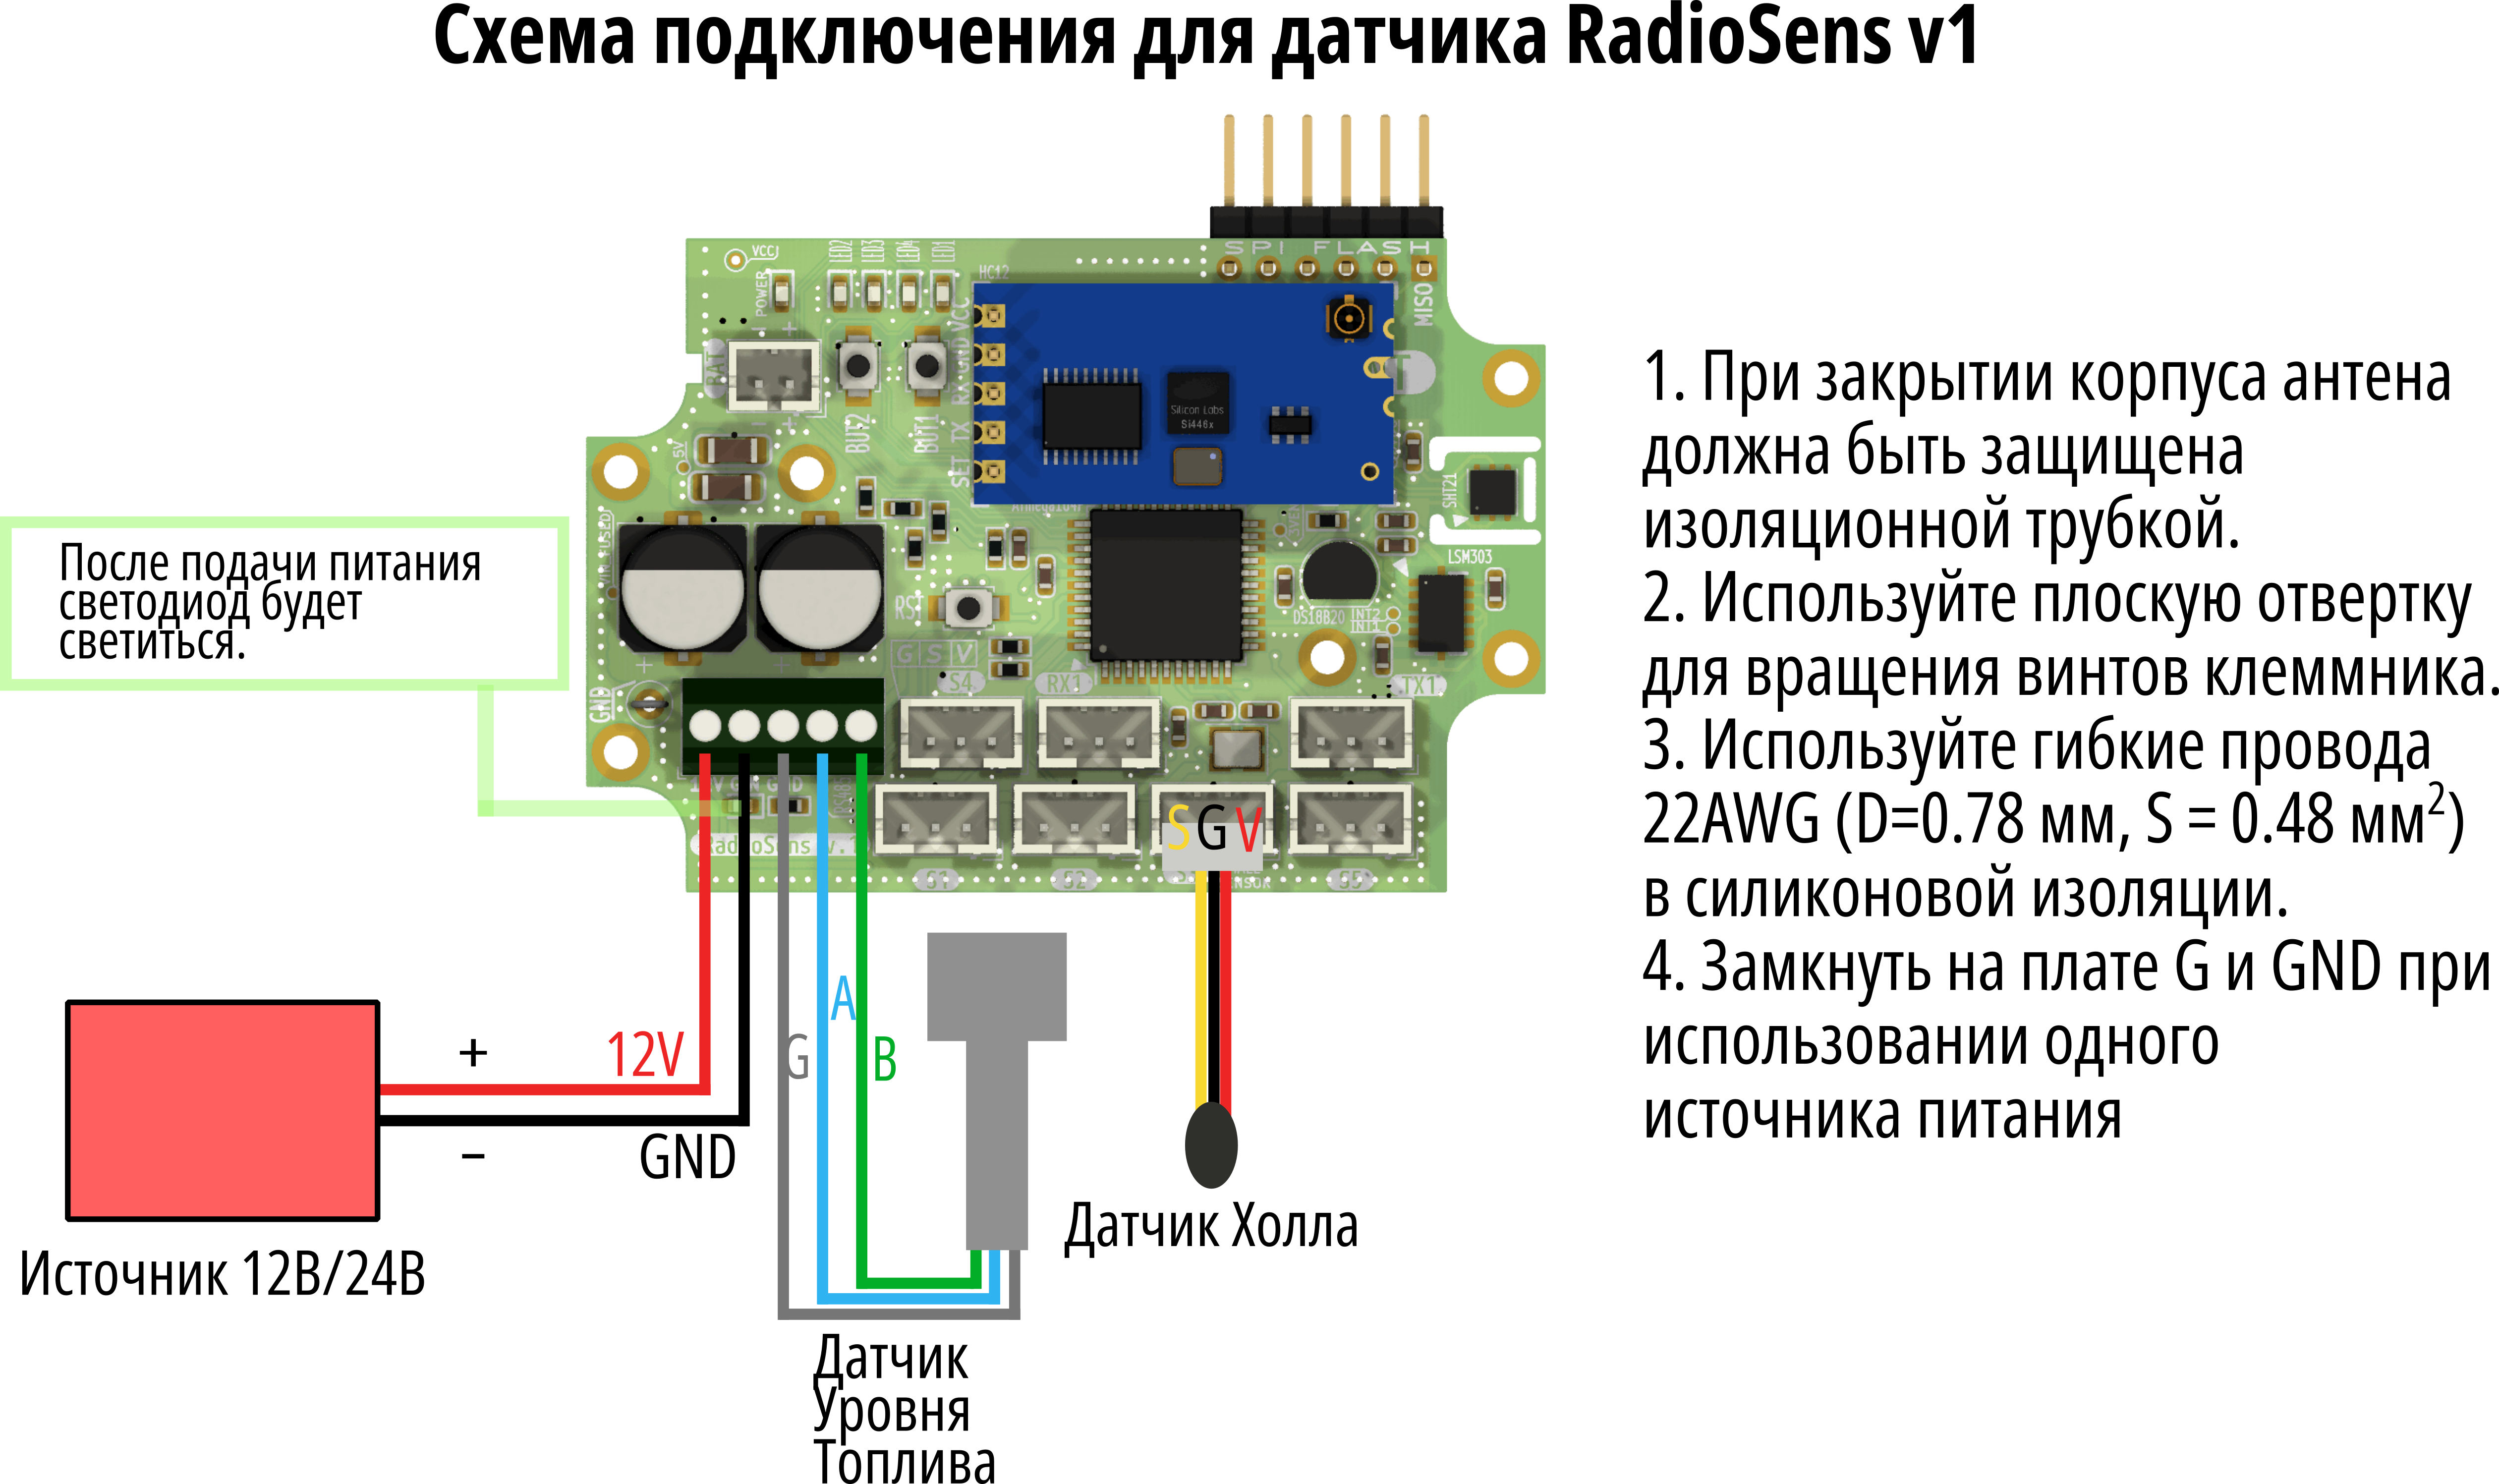 Схема подключения для датчика RadioSens v1
SPI FLASH
VCC
LED2
LED3
LED4
LED1
HC12
POWER
MISO
VCC
GND
RX
TX
SET
BAT
BUT2
BUT1
T
Silicon Labs
Si446x
5V
SHT21
LSM303
RST
DS18B20
INT2
INT1
G S V
S4
RX1
TX1
GND
+
+
S G V
S1
S2
S5
После подачи питания
светодиод будет
светиться.
1. При закрытии корпуса антена
должна быть защищена
изоляционной трубкой.
2. Используйте плоскую отвертку
для вращения винтов клеммника.
3. Используйте гибкие провода
22AWG (D=0.78 мм, S = 0.48 мм²)
в силиконовой изоляции.
4. Замкнуть на плате G и GND при
использовании одного
источника питания
+
12V
–
GND
G
A
B
Источник 12В/24В
Датчик Холла
Датчик
Уровня
Топлива